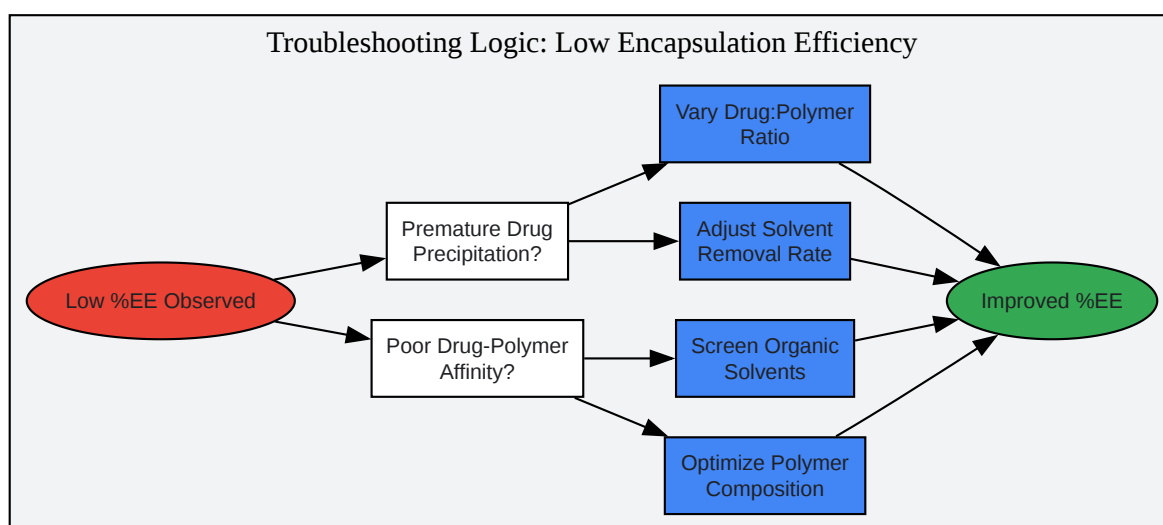 Troubleshooting Logic: Low Encapsulation Efficiency
Low %EE Observed
Premature Drug
Precipitation?
Poor Drug-Polymer
Affinity?
Vary Drug:Polymer
Ratio
Adjust Solvent
Removal Rate
Screen Organic
Solvents
Optimize Polymer
Composition
Improved %EE